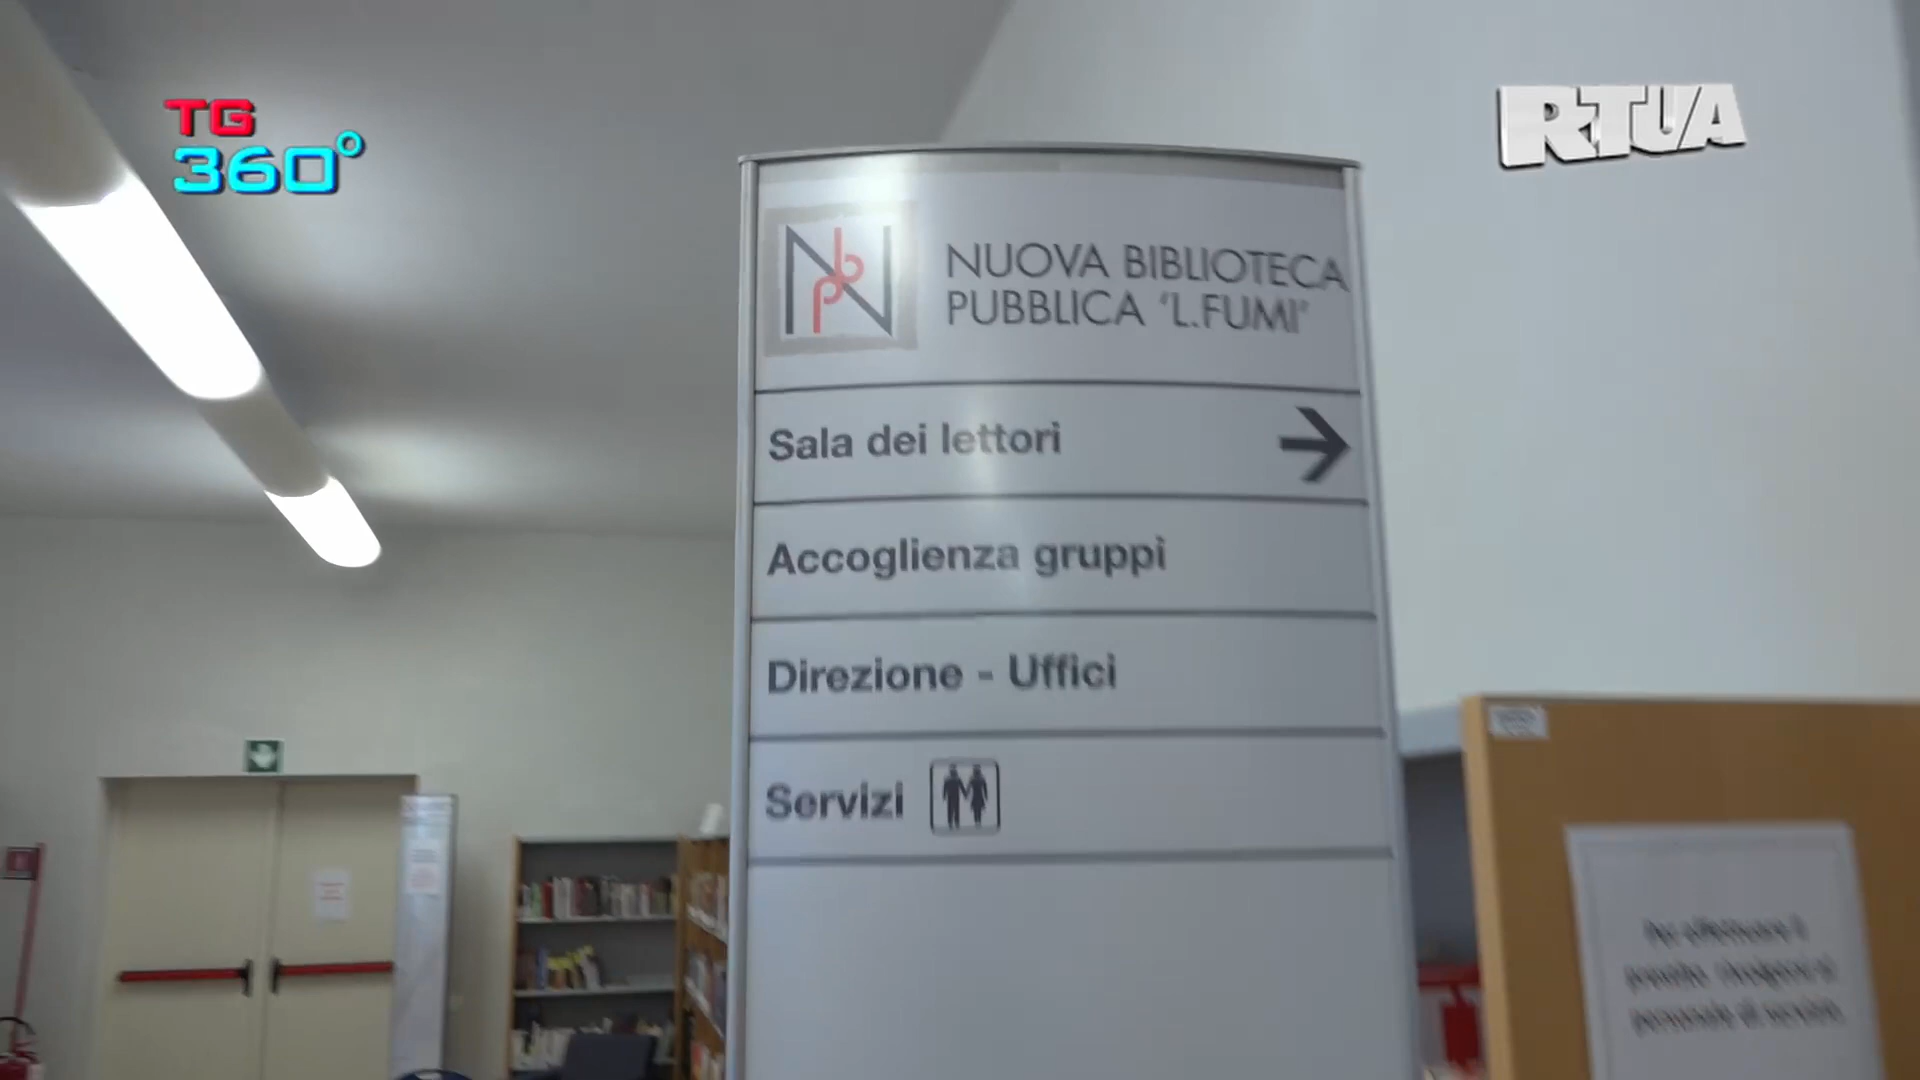 TG
360°
RTUA
NUOVA BIBLIOTECA
PUBBLICA "L.FUMI"
Sala dei lettori
Accoglienza gruppi
Direzione - Uffici
Servizi